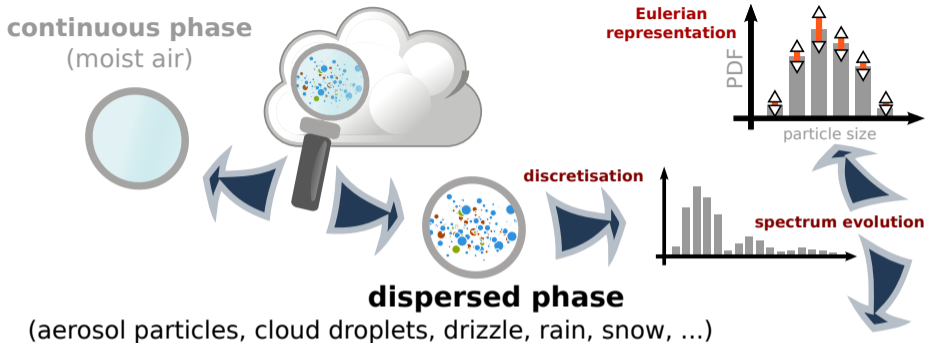 continuous phase
(moist air)
Eulerian
representation
PDF
particle size
discretisation
spectrum evolution
dispersed phase
(aerosol particles, cloud droplets, drizzle, rain, snow, ...)